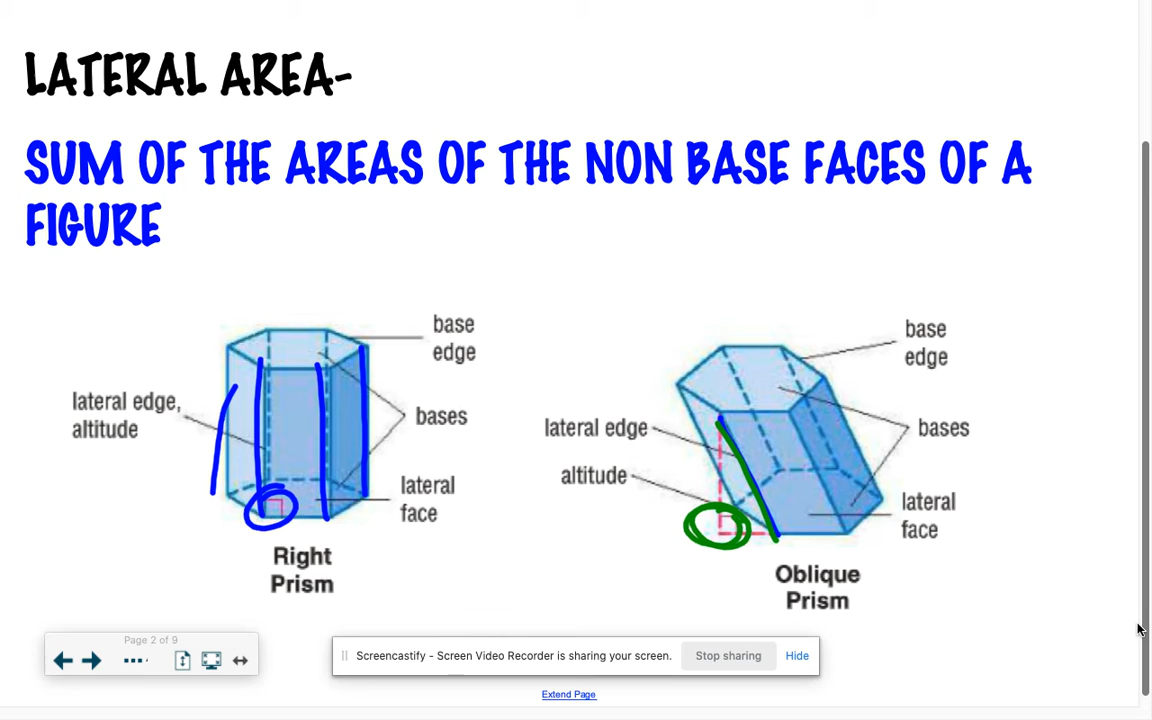 LATERAL AREA-
SUM OF THE AREAS OF THE NON BASE FACES OF A
FIGURE
base
edge
lateral edge,
altitude
bases
lateral
face
Right
Prism
base
edge
lateral edge
bases
altitude
lateral
face
Oblique
Prism
Page 2 of 9
Screencastify - Screen Video Recorder is sharing your screen.
Stop sharing
Hide
Extend Page